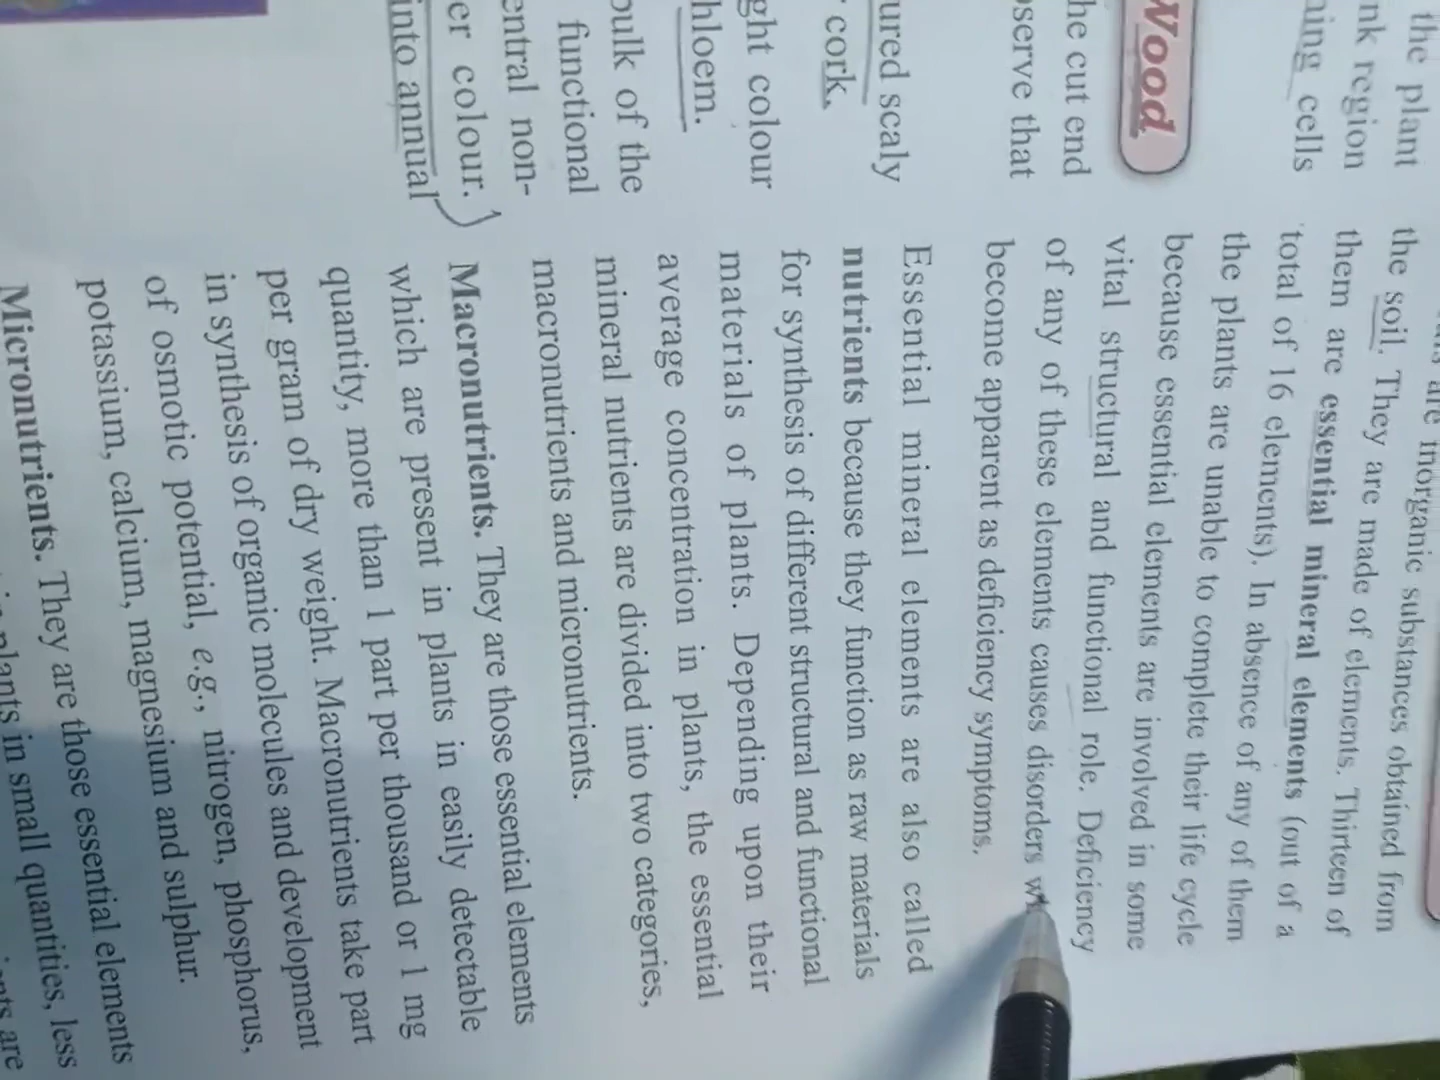 the plant
nk region
ning cells
Wood
he cut end
serve that
ured scaly
cork.
ght colour
hloem.
bulk of the
functional
entral non-
er colour.
into annual
are inorganic substances obtained from
the soil. They are made of elements. Thirteen of
them are essential mineral elements (out of a
total of 16 elements). In absence of any of them
the plants are unable to complete their life cycle
because essential elements are involved in some
vital structural and functional role. Deficiency
of any of these elements causes disorders
become apparent as deficiency symptoms.
Essential mineral elements are also called
nutrients because they function as raw materials
for synthesis of different structural and functional
materials of plants. Depending upon their
average concentration in plants, the essential
mineral nutrients are divided into two categories,
macronutrients and micronutrients.
Macronutrients. They are those essential elements
which are present in plants in easily detectable
quantity, more than 1 part per thousand or 1 mg
per gram of dry weight. Macronutrients take part
in synthesis of organic molecules and development
of osmotic potential, e.g., nitrogen, phosphorus,
potassium, calcium, magnesium and sulphur.
Micronutrients. They are those essential elements
plants in small quantities, less
are